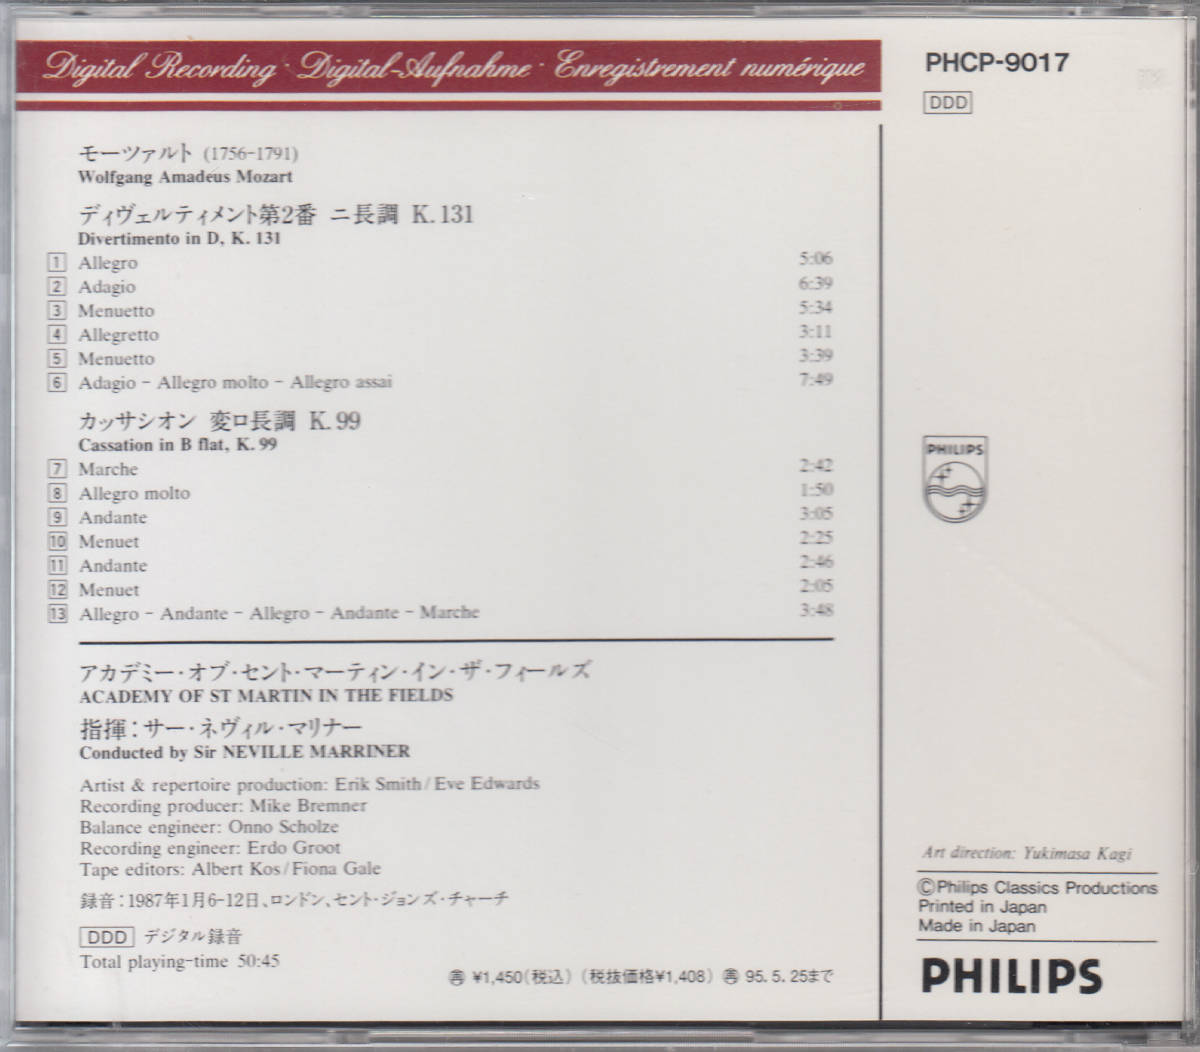 Digital Recording · Digital-Aufnahme · Enregistrement numérique
PHCP-9017
DDD
モーツァルト (1756-1791)
Wolfgang Amadeus Mozart
ディヴェルティメント第2番 ニ長調 K. 131
Divertimento in D, K. 131
1 Allegro 5:06
2 Adagio 6:39
3 Menuetto 5:34
4 Allegretto 3:11
5 Menuetto 3:39
6 Adagio – Allegro molto – Allegro assai 7:49
カッサシオン 変ロ長調 K. 99
Cassation in B flat, K. 99
7 Marche 2:42
8 Allegro molto 1:50
9 Andante 3:05
10 Menuet 2:25
11 Andante 2:46
12 Menuet 2:05
13 Allegro – Andante – Allegro – Andante – Marche 3:48
アカデミー・オブ・セント・マーティン・イン・ザ・フィールズ
ACADEMY OF ST MARTIN IN THE FIELDS
指揮：サー・ネヴィル・マリナー
Conducted by Sir NEVILLE MARRINER
Artist & repertoire production: Erik Smith/Eve Edwards
Recording producer: Mike Bremner
Balance engineer: Onno Scholze
Recording engineer: Erdo Groot
Tape editors: Albert Kos/Fiona Gale
録音：1987年1月6-12日、ロンドン、セント・ジョンズ・チャーチ
DDD デジタル録音
Total playing-time 50:45
再 ¥1,450(税込) (税抜価格¥1,408) 再 95. 5. 25まで
PHILIPS
Art direction: Yukimasa Kagi
©Philips Classics Productions
Printed in Japan
Made in Japan
PHILIPS